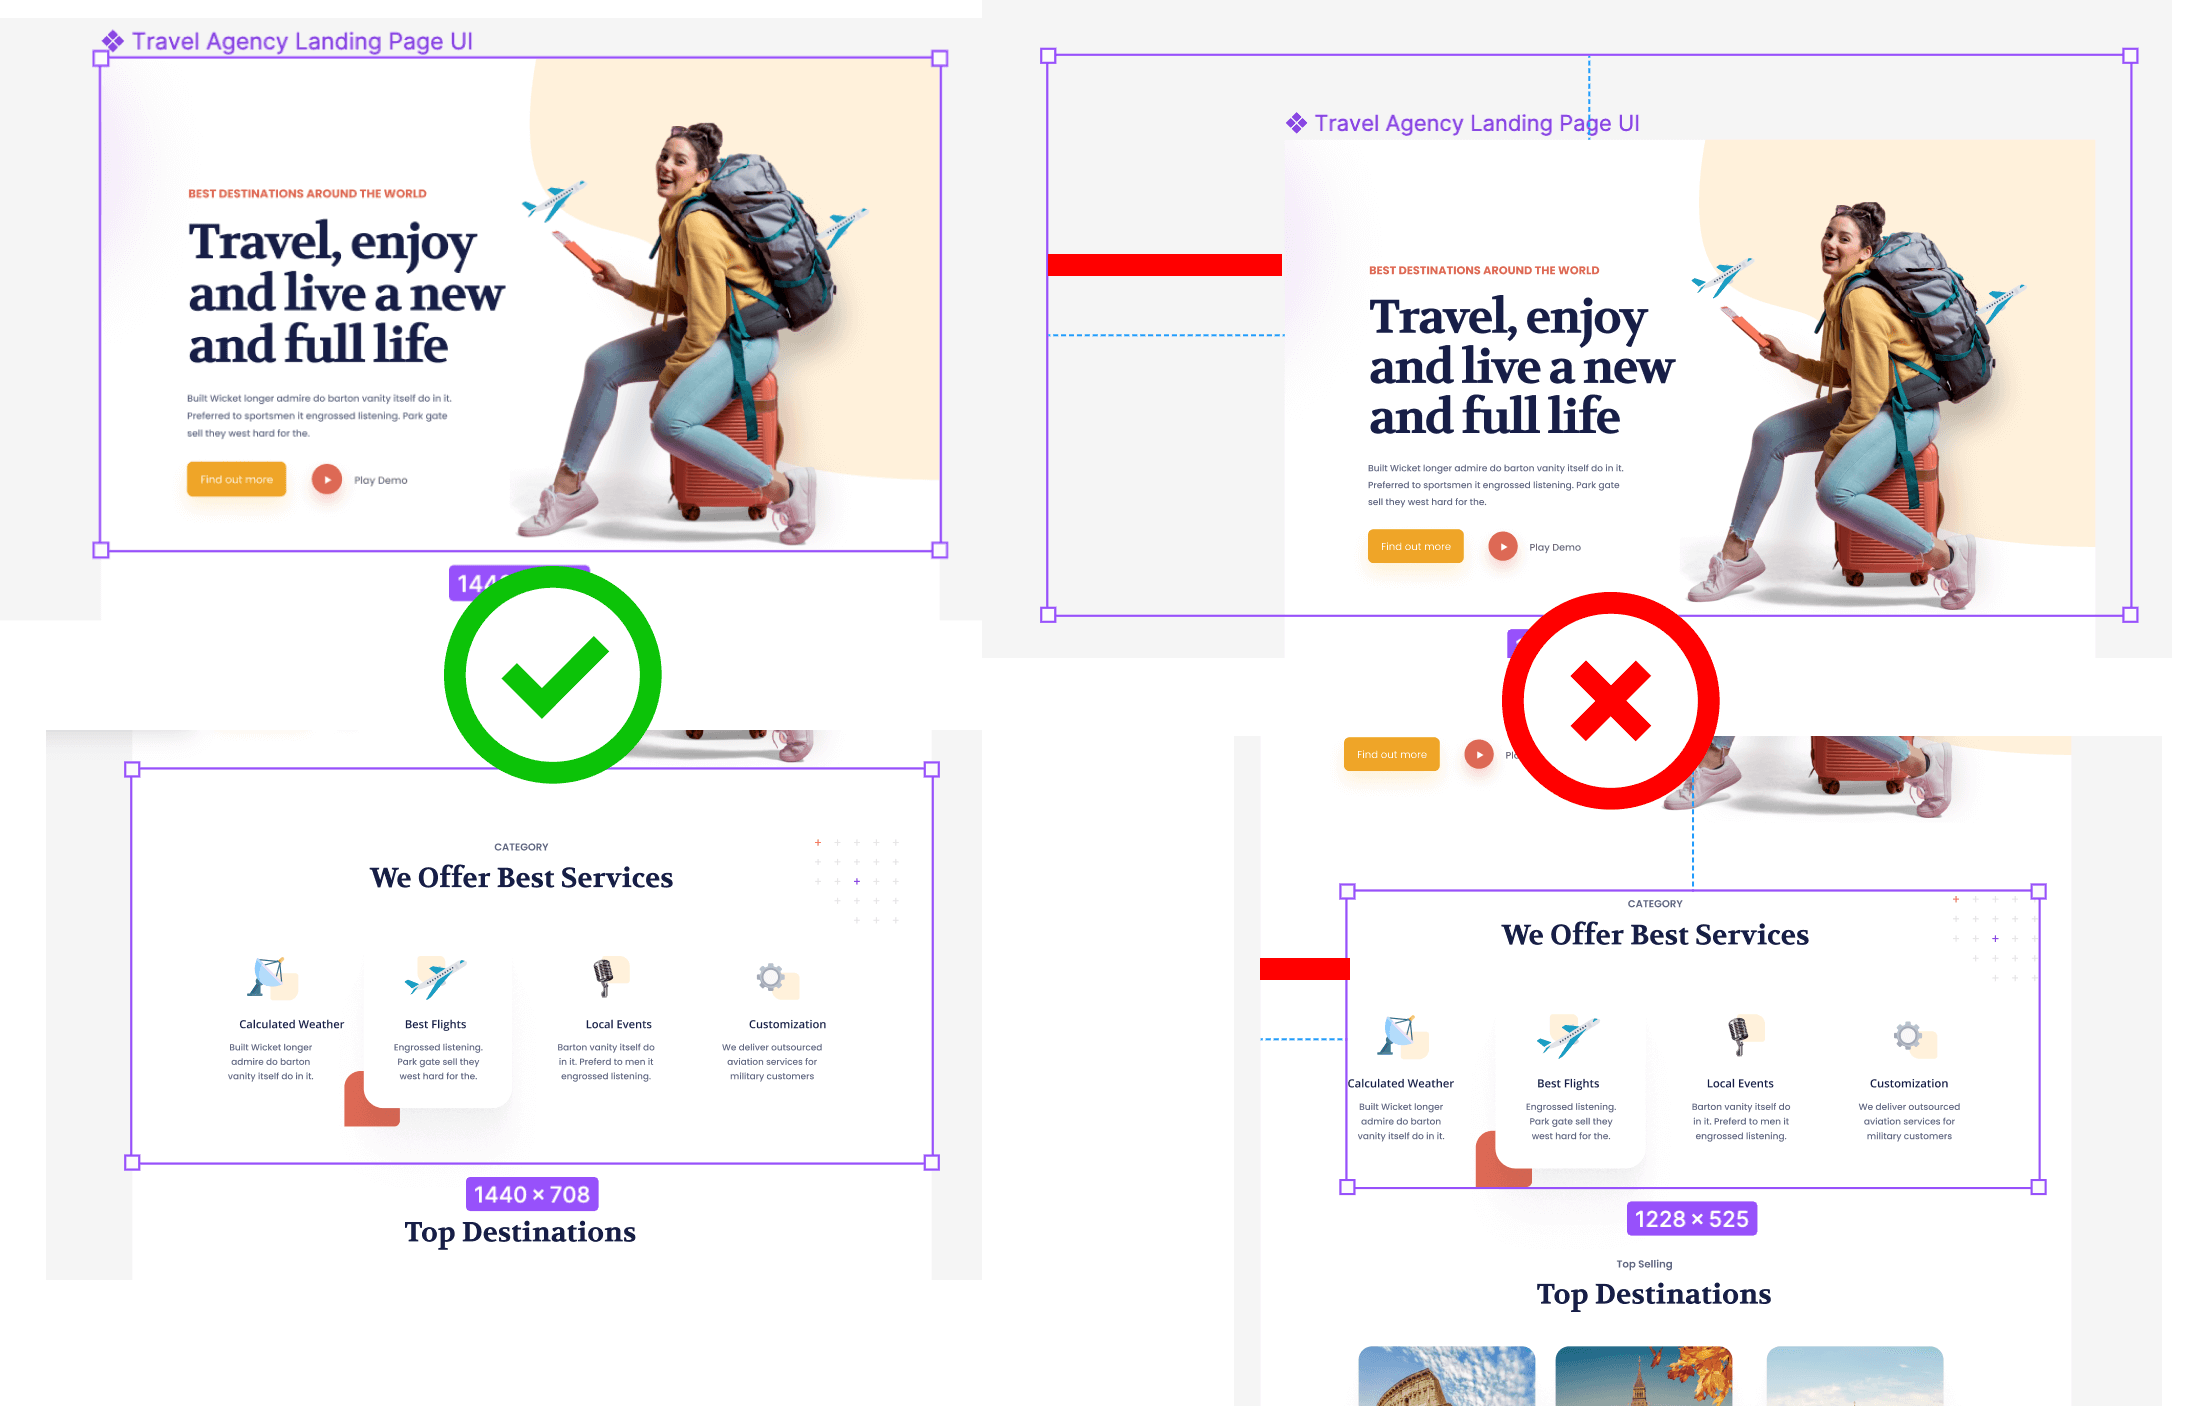 Travel Agency Landing Page UI
BEST DESTINATIONS AROUND THE WORLD
Travel, enjoy
and live a new
and full life
Built Wicket longer admire do barton vanity itself do in it.
Preferred to sportsmen it engrossed listening. Park gate
sell they west hard for the.
Find out more
Play Demo
CATEGORY
We Offer Best Services
Calculated Weather
Built Wicket longer
admire do barton
vanity itself do in it.
Best Flights
Engrossed listening.
Park gate sell they
west hard for the.
Local Events
Barton vanity itself do
in it. Preferd to men it
engrossed listening.
Customization
We deliver outsourced
aviation services for
military customers
1440 × 708
Top Destinations
Travel Agency Landing Page UI
BEST DESTINATIONS AROUND THE WORLD
Travel, enjoy
and live a new
and full life
Built Wicket longer admire do barton vanity itself do in it.
Preferred to sportsmen it engrossed listening. Park gate
sell they west hard for the.
Find out more
Play Demo
Find out more
CATEGORY
We Offer Best Services
Calculated Weather
Built Wicket longer
admire do barton
vanity itself do in it.
Best Flights
Engrossed listening.
Park gate sell they
west hard for the.
Local Events
Barton vanity itself do
in it. Preferd to men it
engrossed listening.
Customization
We deliver outsourced
aviation services for
military customers
1228 × 525
Top Selling
Top Destinations